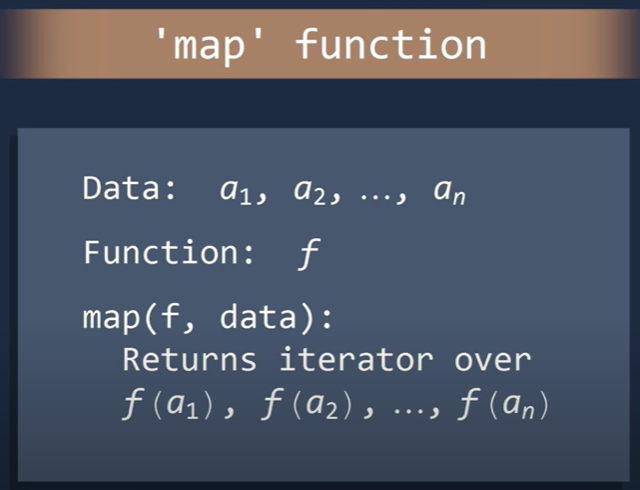 'map' function
Data: a₁, a₂, …, aₙ
Function: f
map(f, data):
Returns iterator over
f(a₁), f(a₂), …, f(aₙ)